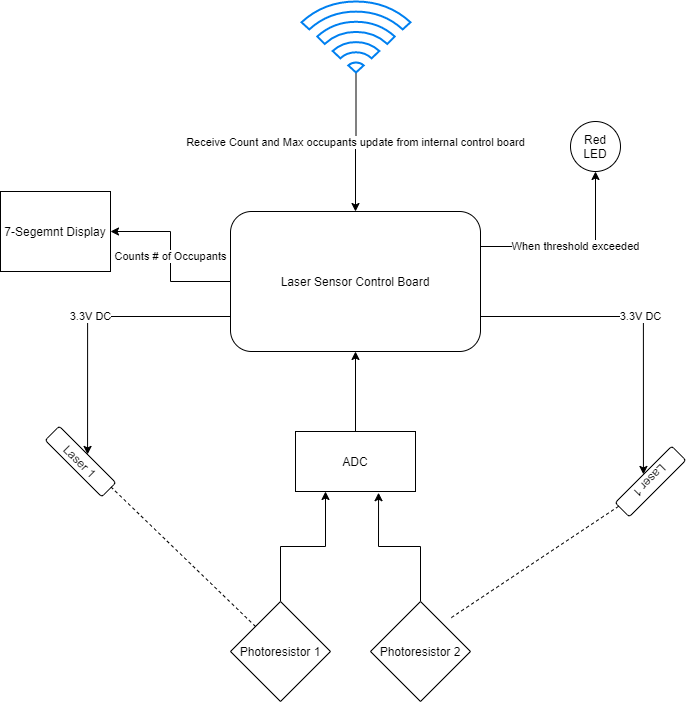 Receive Count and Max occupants update from internal control board
Red
LED
7-Segemnt Display
Counts # of Occupants
When threshold exceeded
Laser Sensor Control Board
3.3V DC
3.3V DC
Laser 1
Laser 1
ADC
Photoresistor 1
Photoresistor 2